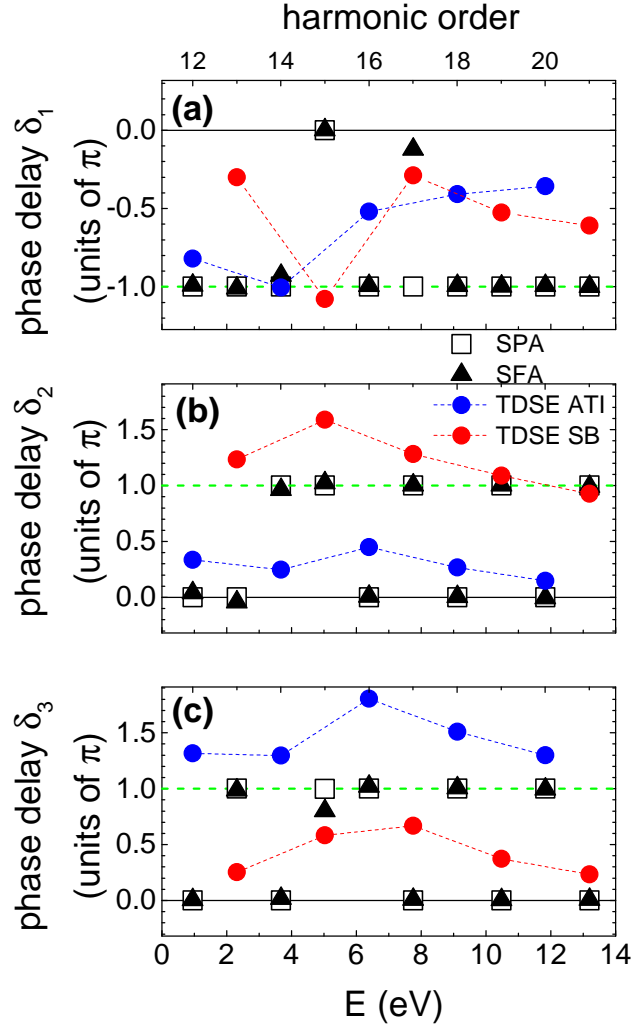 harmonic order
12 14 16 18 20
(a)
phase delay δ1
(units of π)
0.0
-0.5
-1.0
SPA
SFA
TDSE ATI
TDSE SB
(b)
phase delay δ2
(units of π)
1.5
1.0
0.5
0.0
(c)
phase delay δ3
(units of π)
1.5
1.0
0.5
0.0
0 2 4 6 8 10 12 14
E (eV)